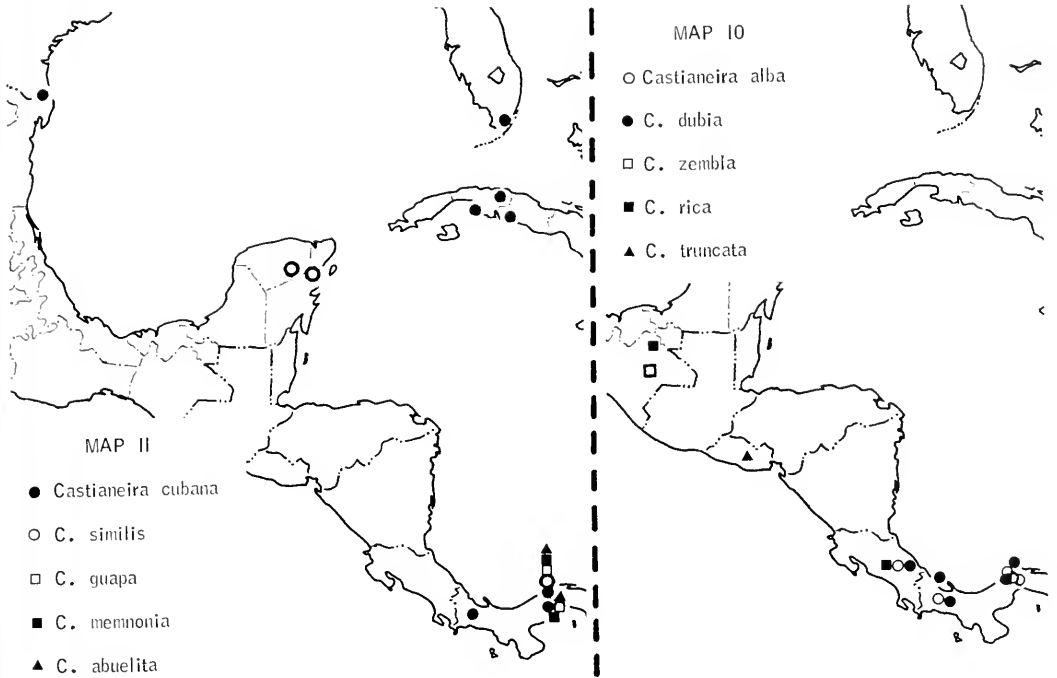 MAP 11
Castianeira cubana
C. similis
C. guapa
C. memnonia
C. abuelita
MAP 10
Castianeira alba
C. dubia
C. zembla
C. rica
C. truncata